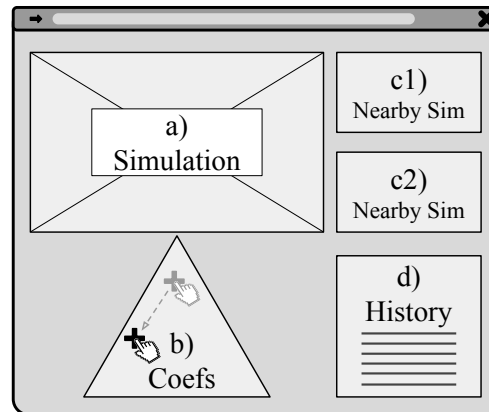 a)
Simulation
c1)
Nearby Sim
c2)
Nearby Sim
b)
Coefs
d)
History